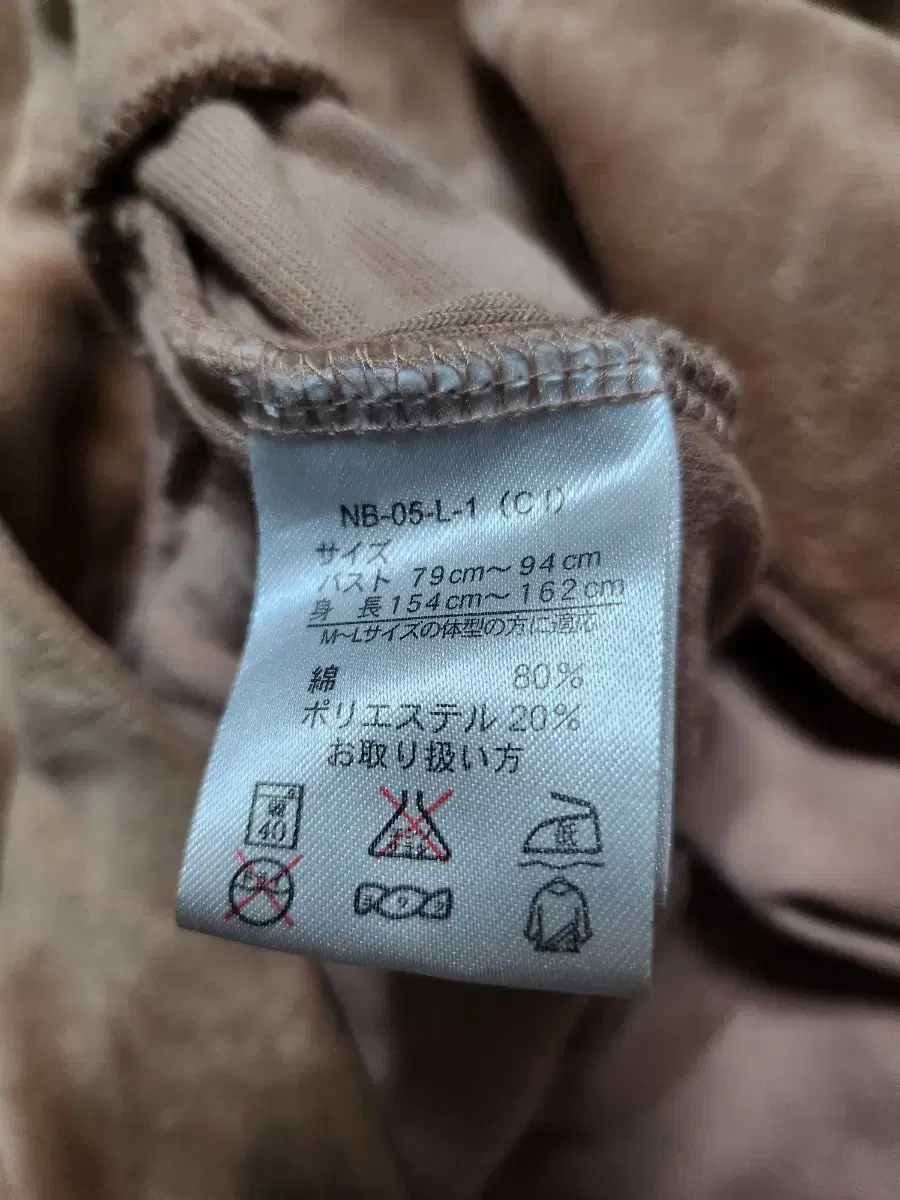 NB-05-L-1 (CI)
サイズ
バスト 79cm～94cm
身 長154cm～162cm
M～Lサイズの体型の方に適応
綿 80%
ポリエステル 20%
お取り扱い方
40
低